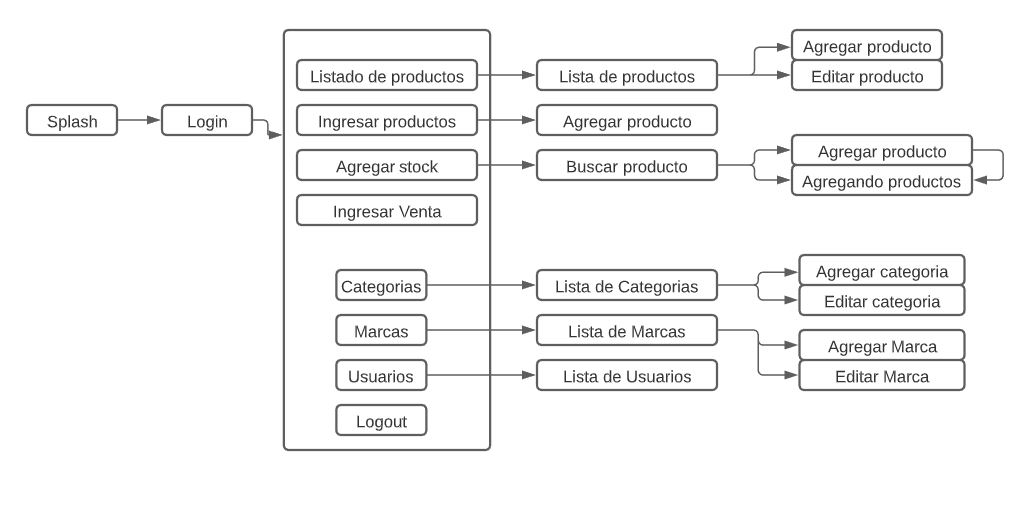 Splash
Login
Listado de productos
Ingresar productos
Agregar stock
Ingresar Venta
Categorias
Marcas
Usuarios
Logout
Lista de productos
Agregar producto
Buscar producto
Lista de Categorias
Lista de Marcas
Lista de Usuarios
Agregar producto
Editar producto
Agregar producto
Agregando productos
Agregar categoria
Editar categoria
Agregar Marca
Editar Marca